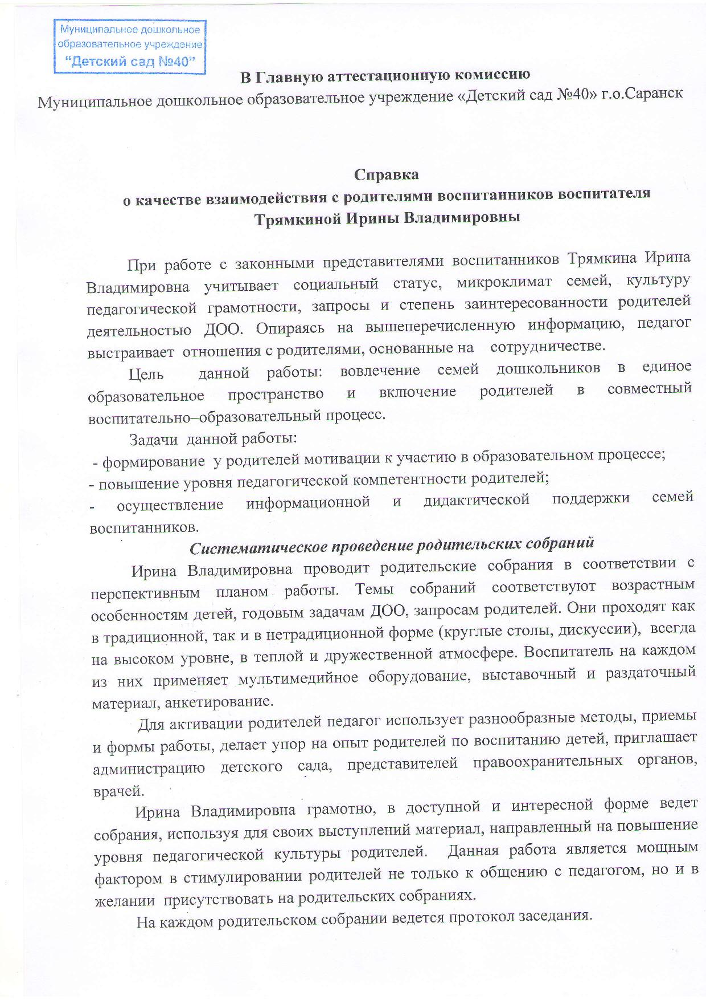 Муниципальное дошкольное
образовательное учреждение
“Детский сад №40”
В Главную аттестационную комиссию
Муниципальное дошкольное образовательное учреждение «Детский сад №40» г.о.Саранск
Справка
о качестве взаимодействия с родителями воспитанников воспитателя
Трямкиной Ирины Владимировны
При работе с законными представителями воспитанников Трямкина Ирина
Владимировна учитывает социальный статус, микроклимат семей, культуру
педагогической грамотности, запросы и степень заинтересованности родителей
деятельностью ДОО. Опираясь на вышеперечисленную информацию, педагог
выстраивает отношения с родителями, основанные на сотрудничестве.
Цель данной работы: вовлечение семей дошкольников в единое
образовательное пространство и включение родителей в совместный
воспитательно–образовательный процесс.
Задачи данной работы:
- формирование у родителей мотивации к участию в образовательном процессе;
- повышение уровня педагогической компетентности родителей;
- осуществление информационной и дидактической поддержки семей
воспитанников.
Систематическое проведение родительских собраний
Ирина Владимировна проводит родительские собрания в соответствии с
перспективным планом работы. Темы собраний соответствуют возрастным
особенностям детей, годовым задачам ДОО, запросам родителей. Они проходят как
в традиционной, так и в нетрадиционной форме (круглые столы, дискуссии), всегда
на высоком уровне, в теплой и дружественной атмосфере. Воспитатель на каждом
из них применяет мультимедийное оборудование, выставочный и раздаточный
материал, анкетирование.
Для активации родителей педагог использует разнообразные методы, приемы
и формы работы, делает упор на опыт родителей по воспитанию детей, приглашает
администрацию детского сада, представителей правоохранительных органов,
врачей.
Ирина Владимировна грамотно, в доступной и интересной форме ведет
собрания, используя для своих выступлений материал, направленный на повышение
уровня педагогической культуры родителей. Данная работа является мощным
фактором в стимулировании родителей не только к общению с педагогом, но и в
желании присутствовать на родительских собраниях.
На каждом родительском собрании ведется протокол заседания.